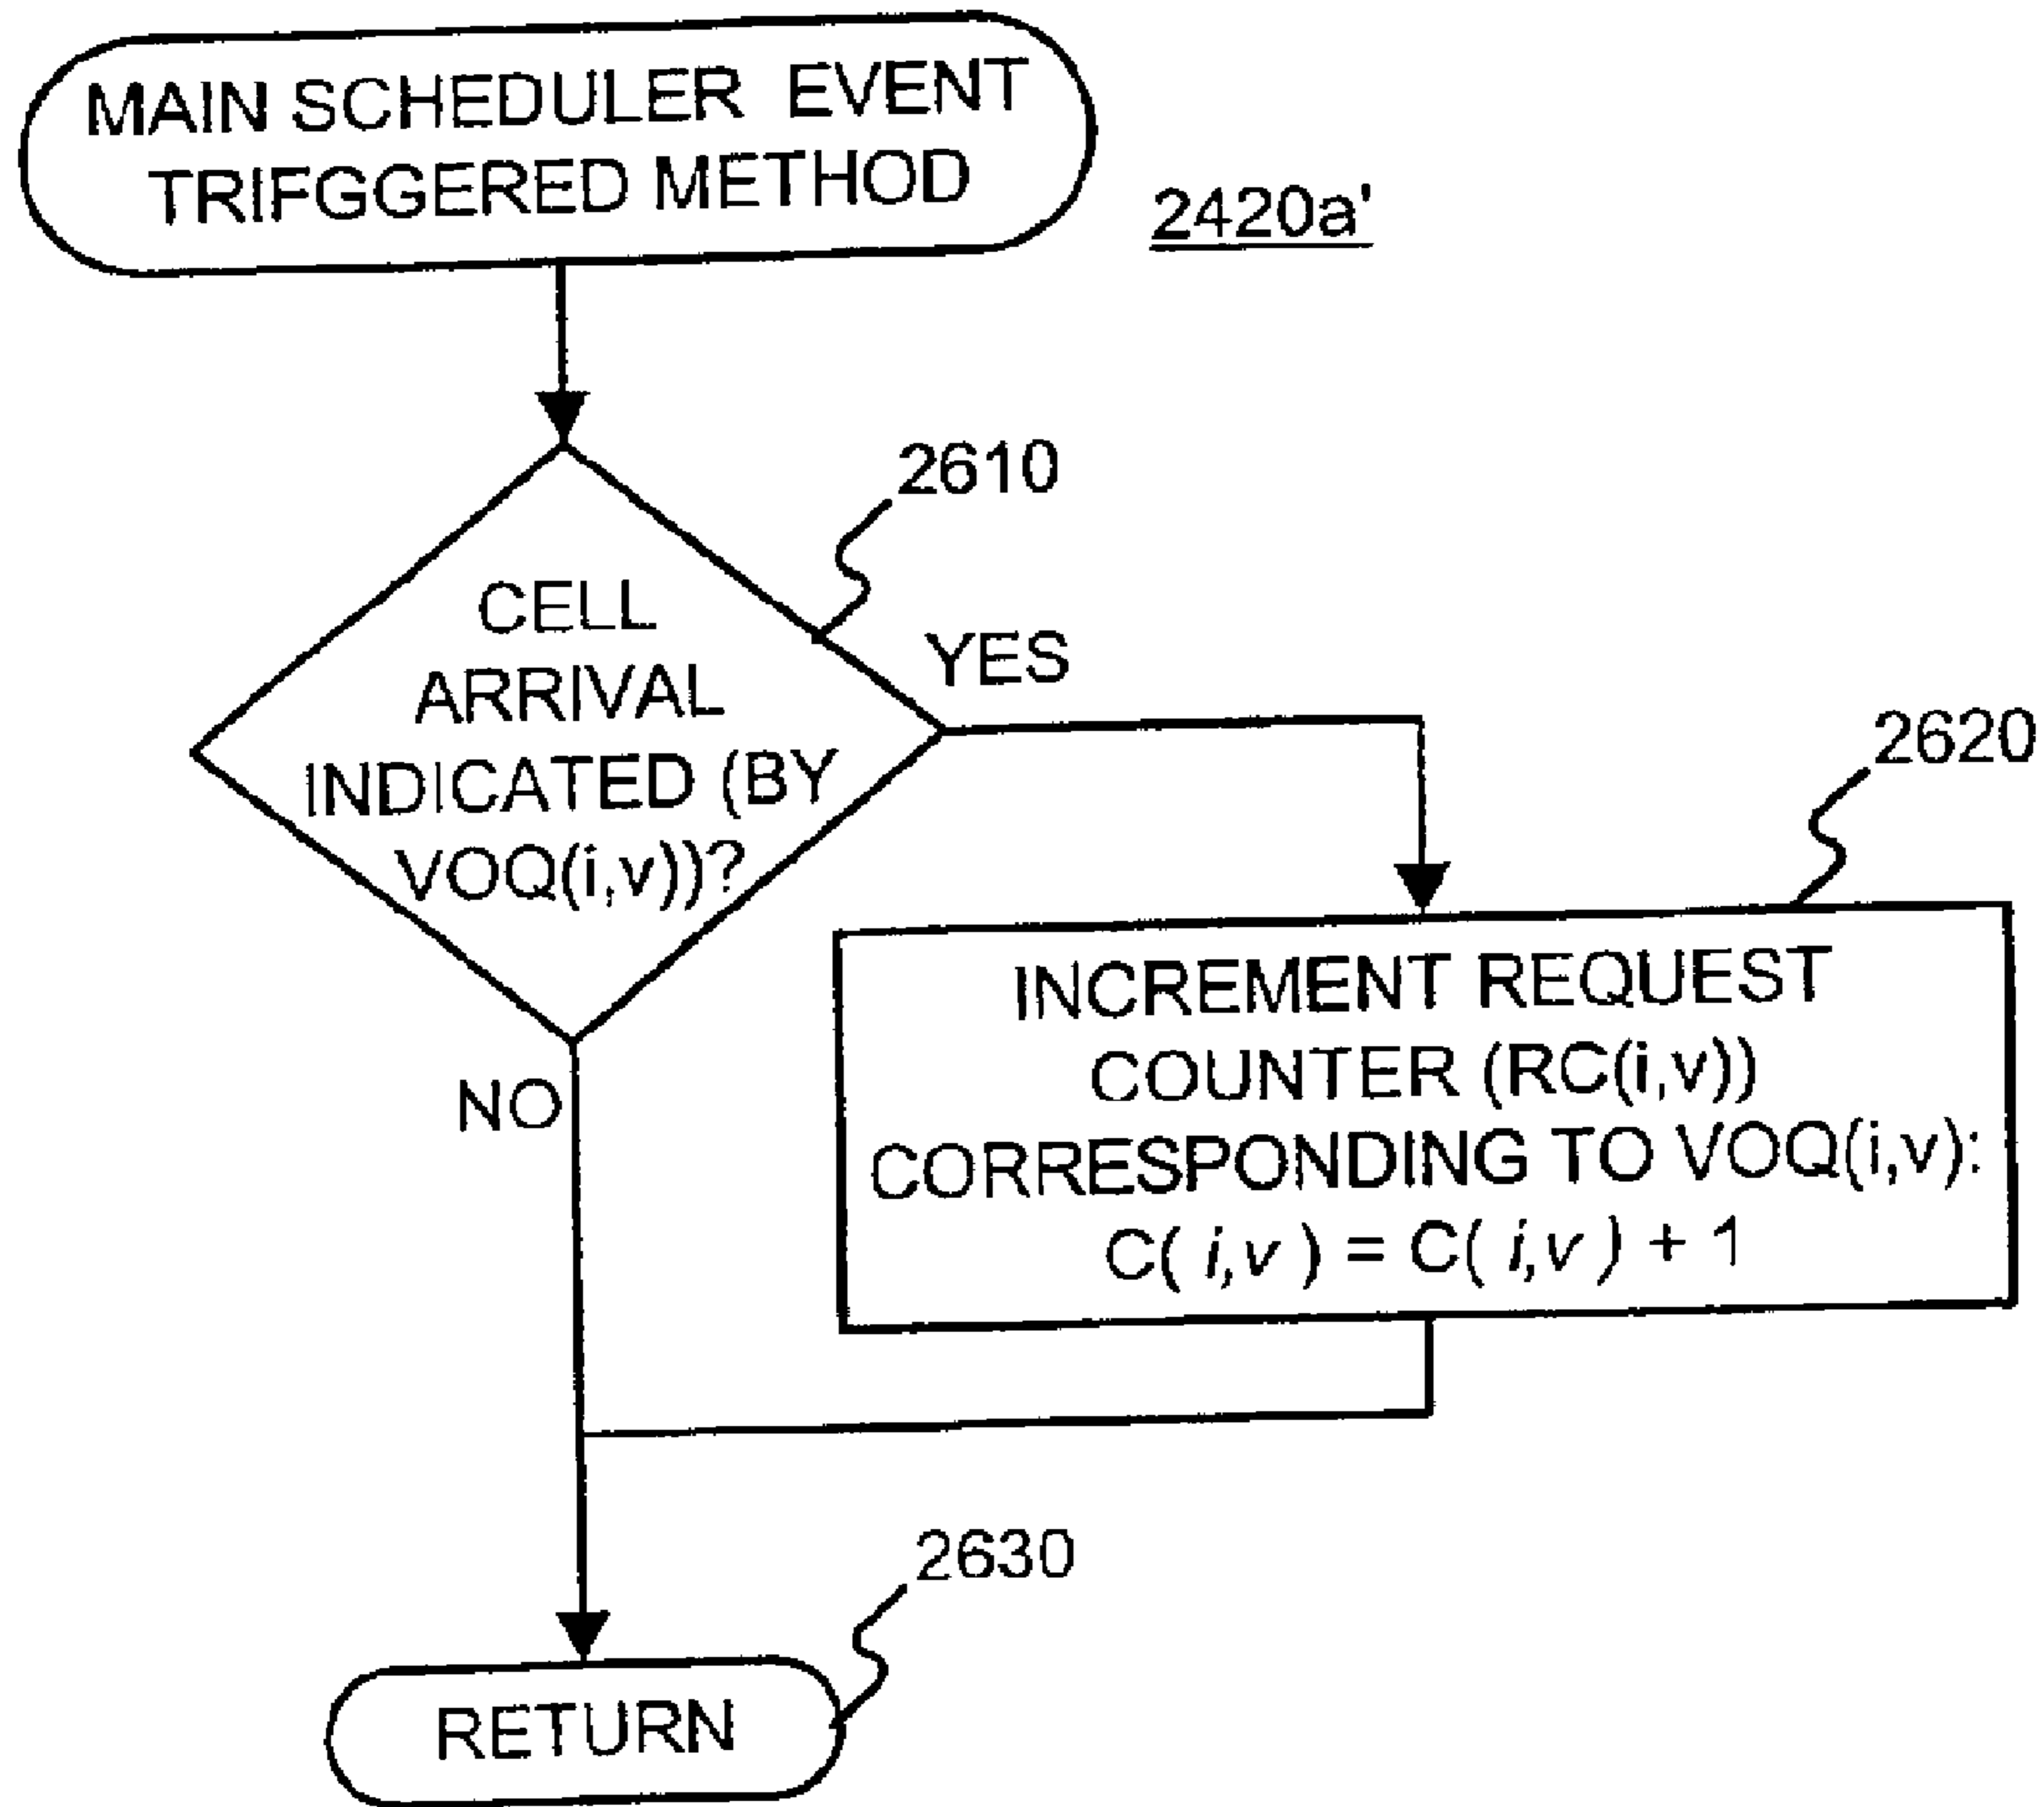 MAIN SCHEDULER EVENT
TRIFGGERED METHOD
2420a'
2610
CELL
ARRIVAL
INDICATED (BY
VOQ(i,v))?
YES
2620
INCREMENT REQUEST
COUNTER (RC(i,v))
CORRESPONDING TO VOQ(i,v):
C( i,v ) = C( i,v ) + 1
NO
2630
RETURN